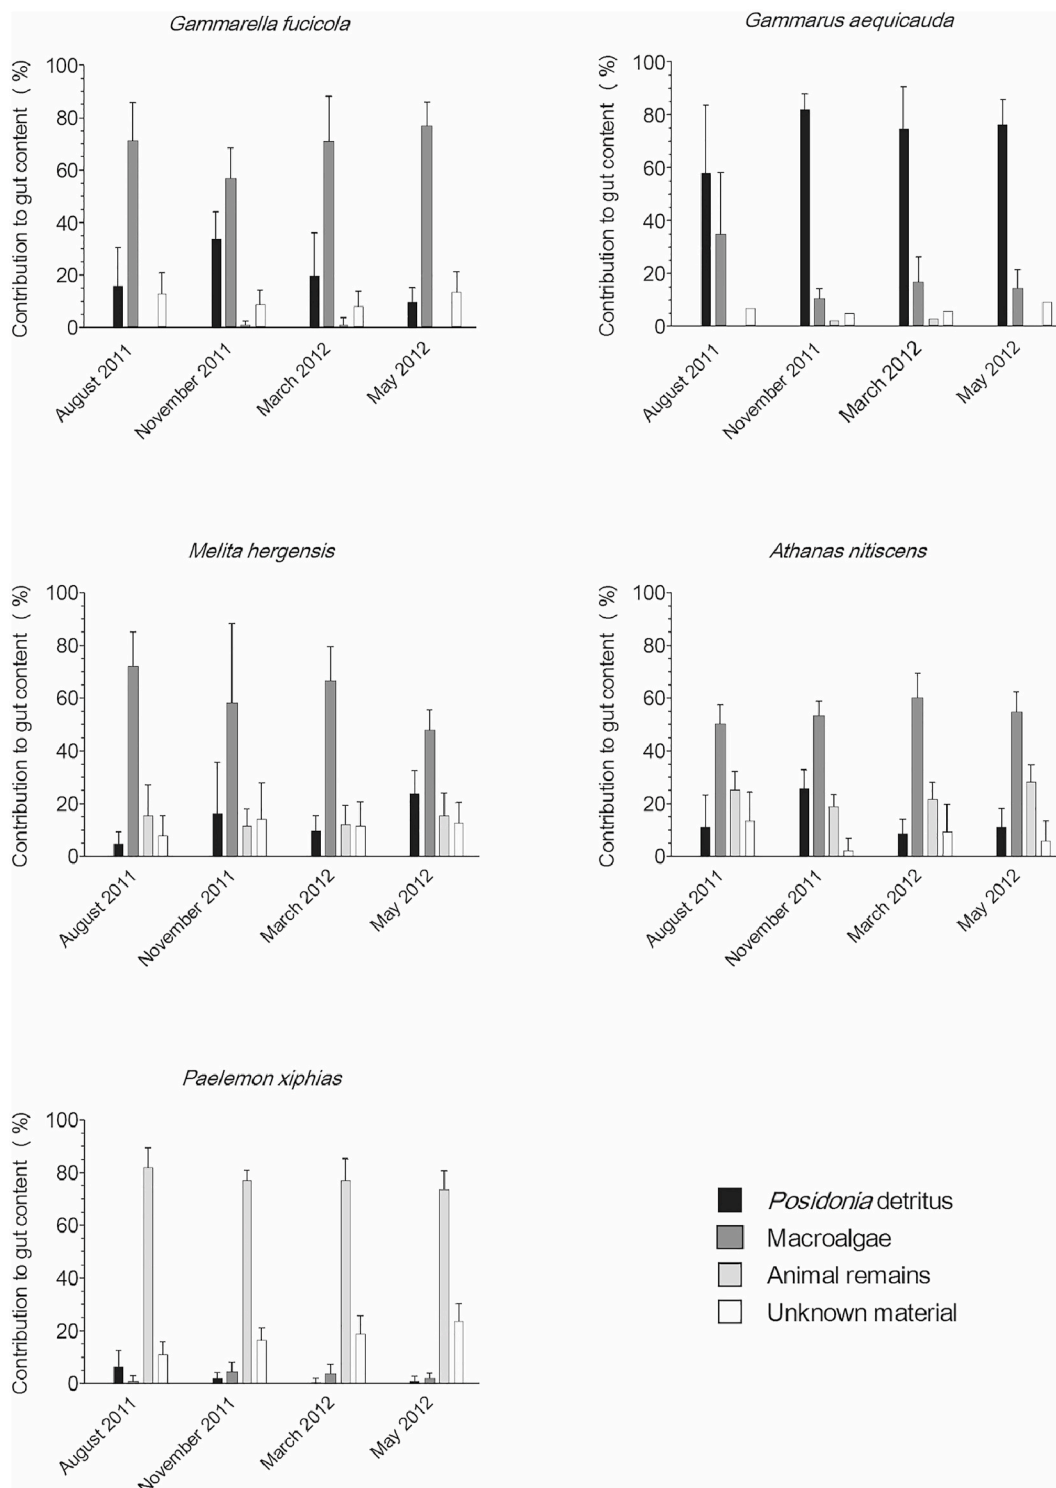 Gammarella fucicola
Gammarus aequicauda
Contribution to gut content ( %)
100
80
60
40
20
0
August 2011
November 2011
March 2012
May 2012
Contribution to gut content ( %)
100
80
60
40
20
0
August 2011
November 2011
March 2012
May 2012
Melita hergensis
Athanas nitiscens
Contribution to gut content ( %)
100
80
60
40
20
0
August 2011
November 2011
March 2012
May 2012
Contribution to gut content ( %)
100
80
60
40
20
0
August 2011
November 2011
March 2012
May 2012
Paelemon xiphias
Contribution to gut content ( %)
100
80
60
40
20
0
August 2011
November 2011
March 2012
May 2012
Posidonia detritus
Macroalgae
Animal remains
Unknown material